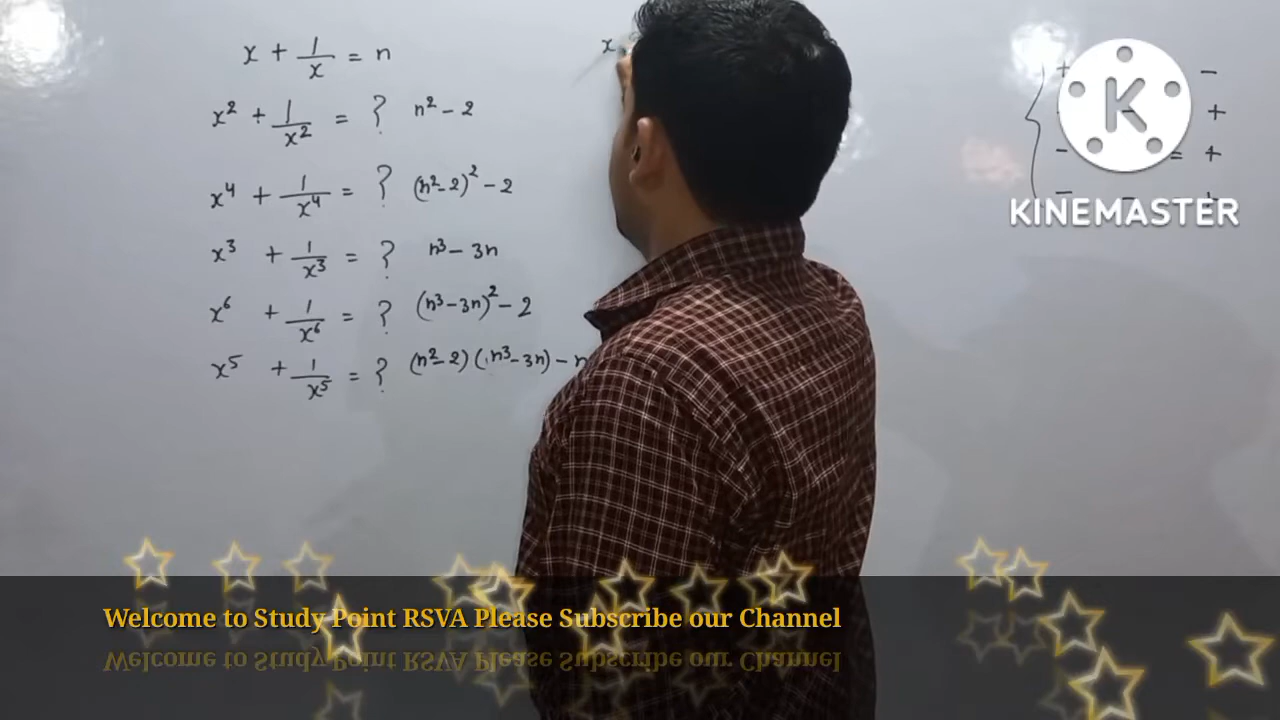 x + 1/x = n
x² + 1/x² = ? n² - 2
x⁴ + 1/x⁴ = ? (n² - 2)² - 2
x³ + 1/x³ = ? n³ - 3n
x⁶ + 1/x⁶ = ? (n³ - 3n)² - 2
x⁵ + 1/x⁵ = ? (n² - 2)(n³ - 3n) - n
x
+ -
- +
- = +
- - +
KINEMASTER
Welcome to Study Point RSVA Please Subscribe our Channel